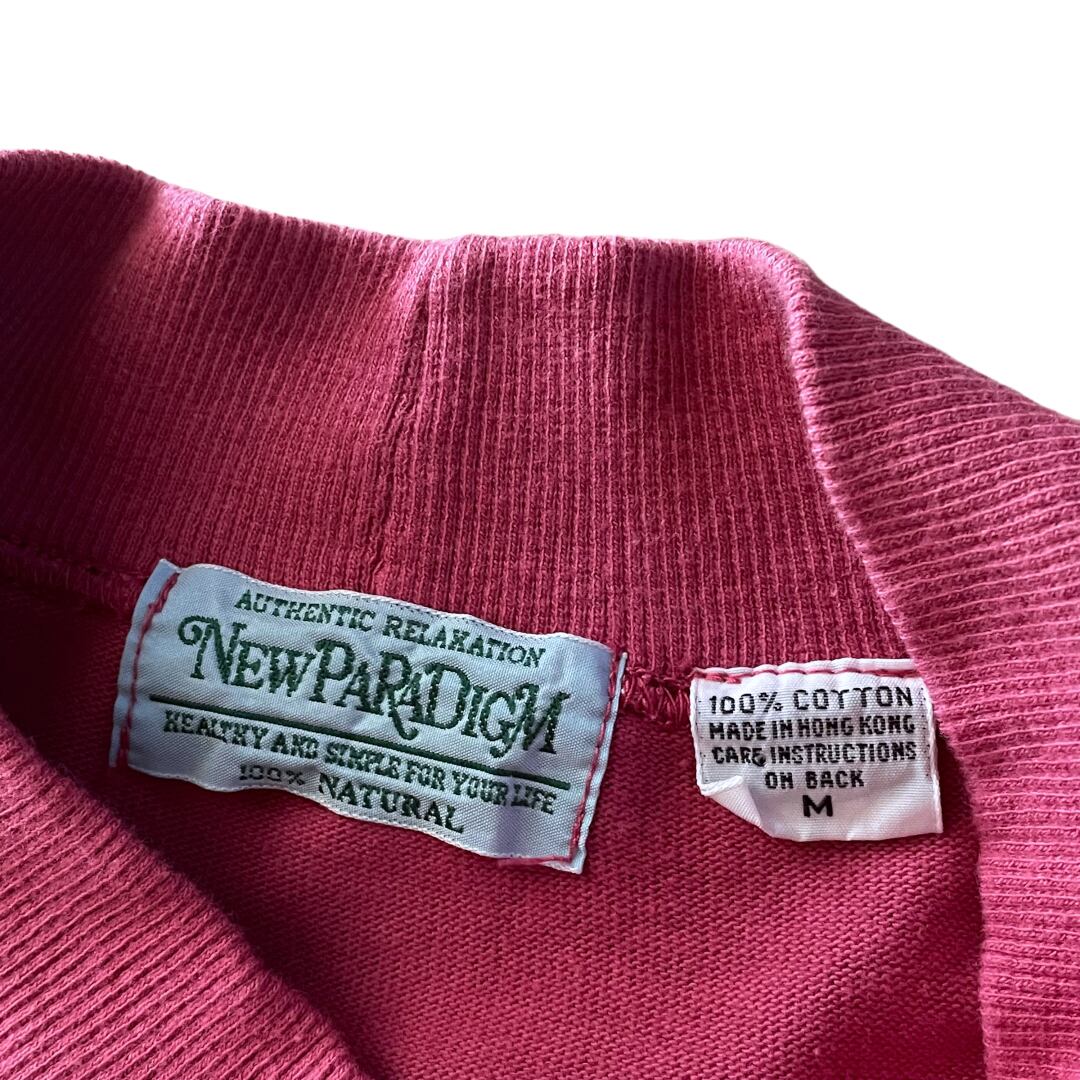 AUTHENTIC RELAXATION
NEWPARADIGM
HEALTHY AND SIMPLE FOR YOUR LIFE
100% NATURAL
100% COTTON
MADE IN HONG KONG
CARE INSTRUCTIONS
ON BACK
M